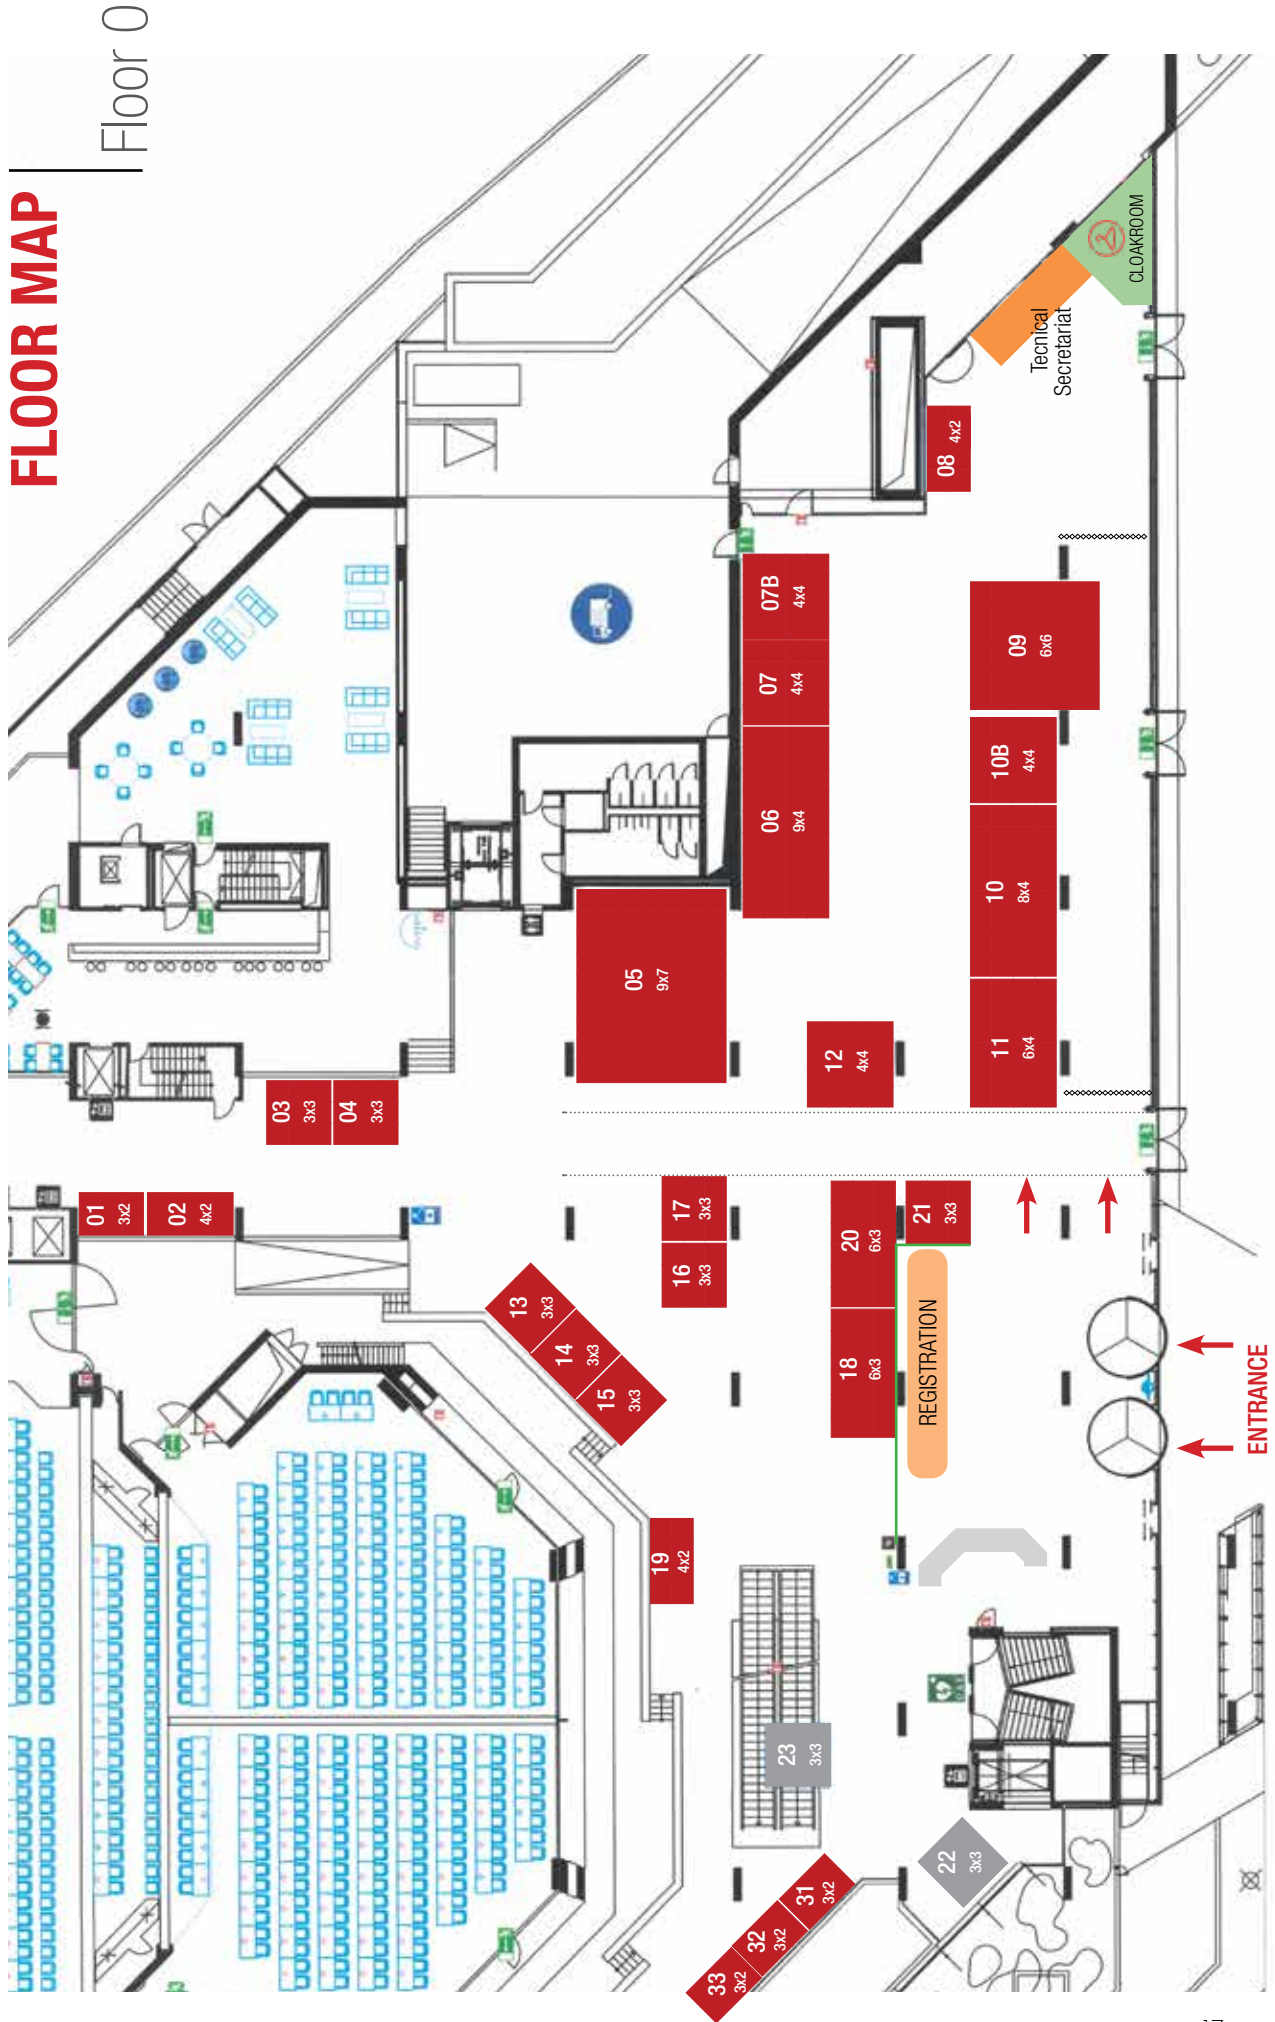 FLOOR MAP
Floor 0
01
3x2
02
4x2
03
3x3
04
3x3
05
9x7
06
9x4
07
4x4
07B
4x4
08
4x2
09
6x6
10B
4x4
10
8x4
11
6x4
12
4x4
13
3x3
14
3x3
15
3x3
16
3x3
17
3x3
18
6x3
19
4x2
20
6x3
21
3x3
22
3x3
23
3x3
31
3x2
32
3x2
33
3x2
REGISTRATION
ENTRANCE
Tecnical
Secretariat
CLOAKROOM